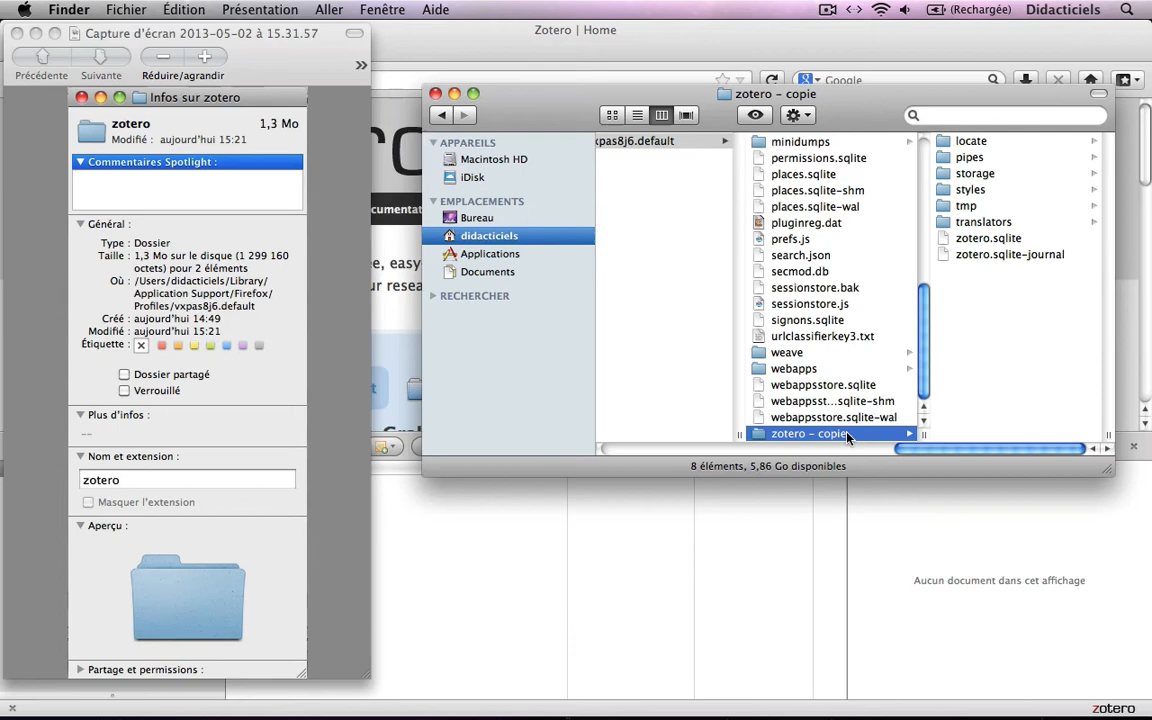 Finder Fichier Édition Présentation Aller Fenêtre Aide (Rechargée) Didacticiels
Capture d'écran 2013-05-02 à 15.31.57
Précédente Suivante Réduire/agrandir
Infos sur zotero
zotero 1,3 Mo
Modifié : aujourd'hui 15:21
Commentaires Spotlight :
Général :
Type : Dossier
Taille : 1,3 Mo sur le disque (1 299 160
octets) pour 2 éléments
Où : /Users/didacticiels/Library/
Application Support/Firefox/
Profiles/vxpas8j6.default
Créé : aujourd'hui 14:49
Modifié : aujourd'hui 15:21
Étiquette :
Dossier partagé
Verrouillé
Plus d'infos :
--
Nom et extension :
zotero
Masquer l'extension
Aperçu :
Partage et permissions :
Zotero | Home
Google
zotero – copie
APPAREILS
Macintosh HD
iDisk
EMPLACEMENTS
Bureau
didacticiels
Applications
Documents
RECHERCHER
xpas8j6.default
minidumps
permissions.sqlite
places.sqlite
places.sqlite-shm
places.sqlite-wal
pluginreg.dat
prefs.js
search.json
secmod.db
sessionstore.bak
sessionstore.js
signons.sqlite
urlclassifierkey3.txt
weave
webapps
webappsstore.sqlite
webappsst...sqlite-shm
webappsstore.sqlite-wal
zotero – copie
locate
pipes
storage
styles
tmp
translators
zotero.sqlite
zotero.sqlite-journal
8 éléments, 5,86 Go disponibles
Aucun document dans cet affichage
zotero